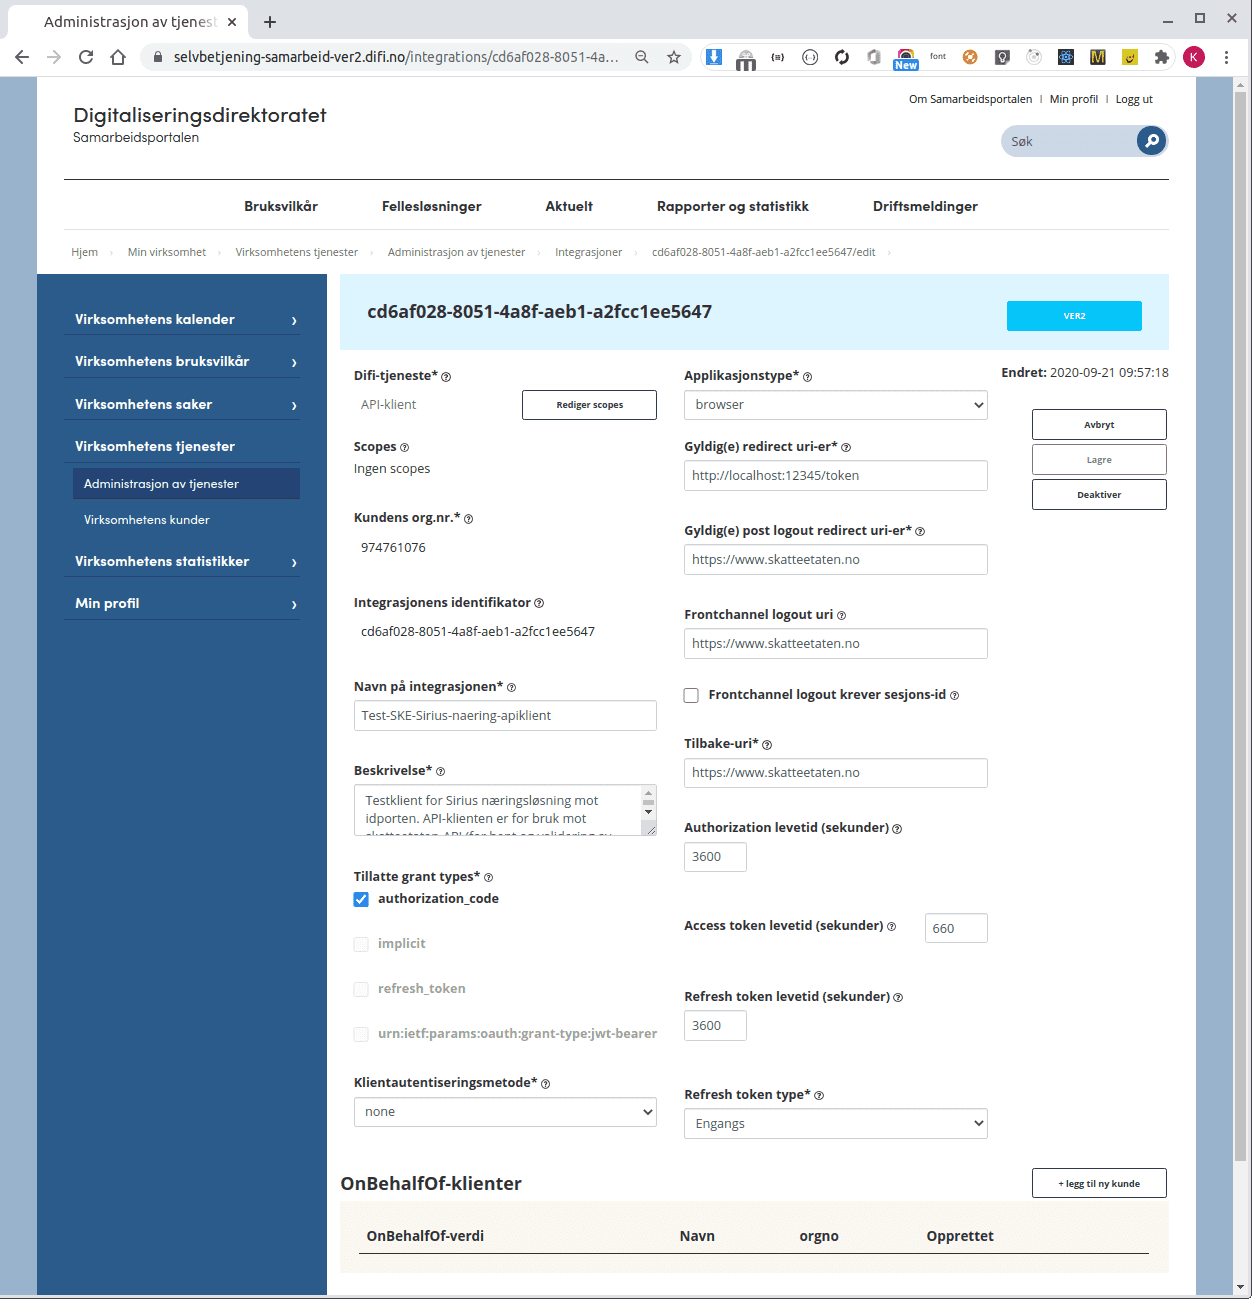 Administrasjon av tjenest
selvbetjening-samarbeid-ver2.difi.no/integrations/cd6af028-8051-4a...
New
font
K
Om Samarbeidsportalen
Min profil
Logg ut
Digitaliseringsdirektoratet
Samarbeidsportalen
Søk
Bruksvilkår
Fellesløsninger
Aktuelt
Rapporter og statistikk
Driftsmeldinger
Hjem
Min virksomhet
Virksomhetens tjenester
Administrasjon av tjenester
Integrasjoner
cd6af028-8051-4a8f-aeb1-a2fcc1ee5647/edit
Virksomhetens kalender
Virksomhetens bruksvilkår
Virksomhetens saker
Virksomhetens tjenester
Administrasjon av tjenester
Virksomhetens kunder
Virksomhetens statistikker
Min profil
cd6af028-8051-4a8f-aeb1-a2fcc1ee5647
VER2
Difi-tjeneste*
API-klient
Rediger scopes
Scopes
Ingen scopes
Kundens org.nr.*
974761076
Integrasjonens identifikator
cd6af028-8051-4a8f-aeb1-a2fcc1ee5647
Navn på integrasjonen*
Test-SKE-Sirius-naering-apiklient
Beskrivelse*
Testklient for Sirius næringsløsning mot
idporten. API-klienten er for bruk mot
Tillatte grant types*
authorization_code
implicit
refresh_token
urn:ietf:params:oauth:grant-type:jwt-bearer
Klientautentiseringsmetode*
none
Applikasjonstype*
browser
Gyldig(e) redirect uri-er*
http://localhost:12345/token
Gyldig(e) post logout redirect uri-er*
https://www.skatteetaten.no
Frontchannel logout uri
https://www.skatteetaten.no
Frontchannel logout krever sesjons-id
Tilbake-uri*
https://www.skatteetaten.no
Authorization levetid (sekunder)
3600
Access token levetid (sekunder)
660
Refresh token levetid (sekunder)
3600
Refresh token type*
Engangs
Endret: 2020-09-21 09:57:18
Avbryt
Lagre
Deaktiver
OnBehalfOf-klienter
+ legg til ny kunde
OnBehalfOf-verdi
Navn
orgno
Opprettet